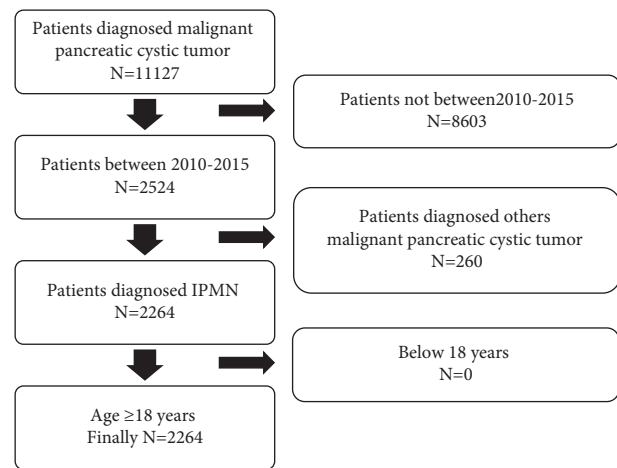 Patients diagnosed malignant
pancreatic cystic tumor
N=11127
Patients not between2010-2015
N=8603
Patients between 2010-2015
N=2524
Patients diagnosed others
malignant pancreatic cystic tumor
N=260
Patients diagnosed IPMN
N=2264
Below 18 years
N=0
Age ≥18 years
Finally N=2264